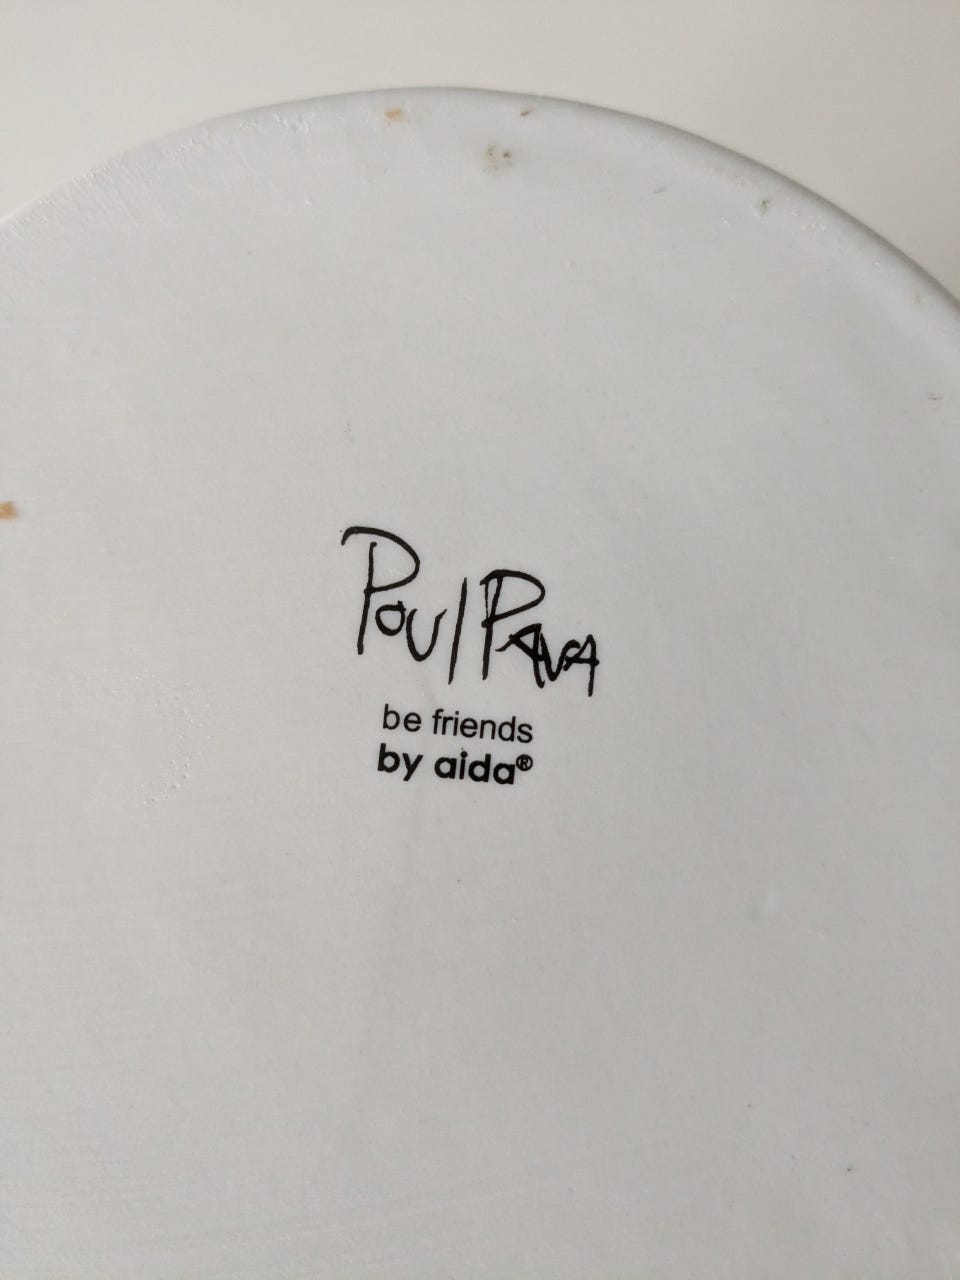 Poul Pava
be friends
by aida®